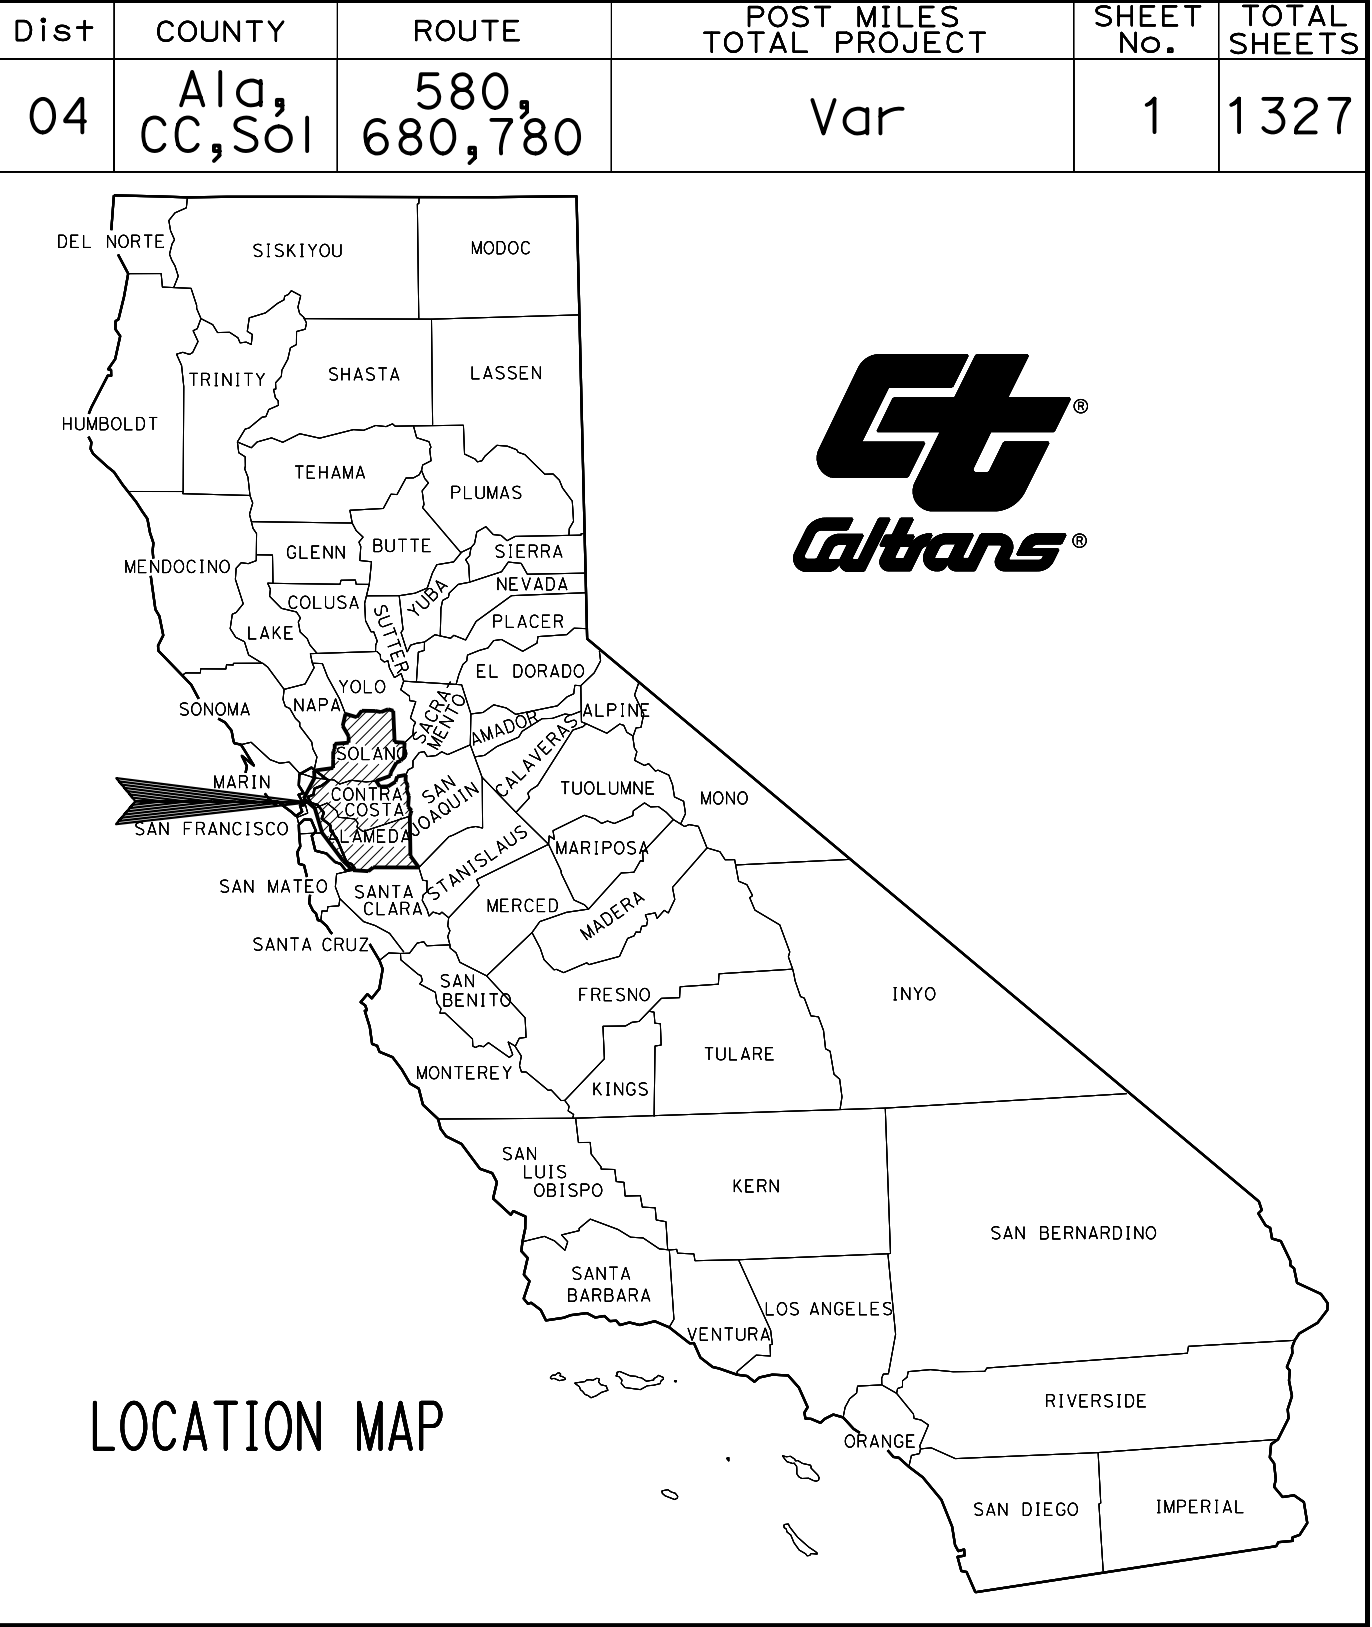 Dist COUNTY ROUTE POST MILES TOTAL PROJECT SHEET No. TOTAL SHEETS
04 Ala, CC,Sol 580, 680,780 Var 1 1327
DEL NORTE
SISKIYOU
MODOC
TRINITY
SHASTA
LASSEN
Ct ®
HUMBOLDT
TEHAMA
PLUMAS
Caltrans ®
MENDOCINO
GLENN
BUTTE
SIERRA
NEVADA
COLUSA
YUBA
SUTTER
PLACER
LAKE
EL DORADO
YOLO
SONOMA
NAPA
SACRA-
MENTO
AMADOR
ALPINE
SOLANO
CALAVERAS
MARIN
CONTRA
COSTA
SAN
JOAQUIN
TUOLUMNE
MONO
SAN FRANCISCO
ALAMEDA
STANISLAUS
MARIPOSA
SAN MATEO
SANTA
CLARA
MERCED
MADERA
SANTA CRUZ
SAN
BENITO
FRESNO
INYO
MONTEREY
KINGS
TULARE
SAN
LUIS
OBISPO
KERN
SAN BERNARDINO
SANTA
BARBARA
VENTURA
LOS ANGELES
RIVERSIDE
LOCATION MAP
ORANGE
SAN DIEGO
IMPERIAL